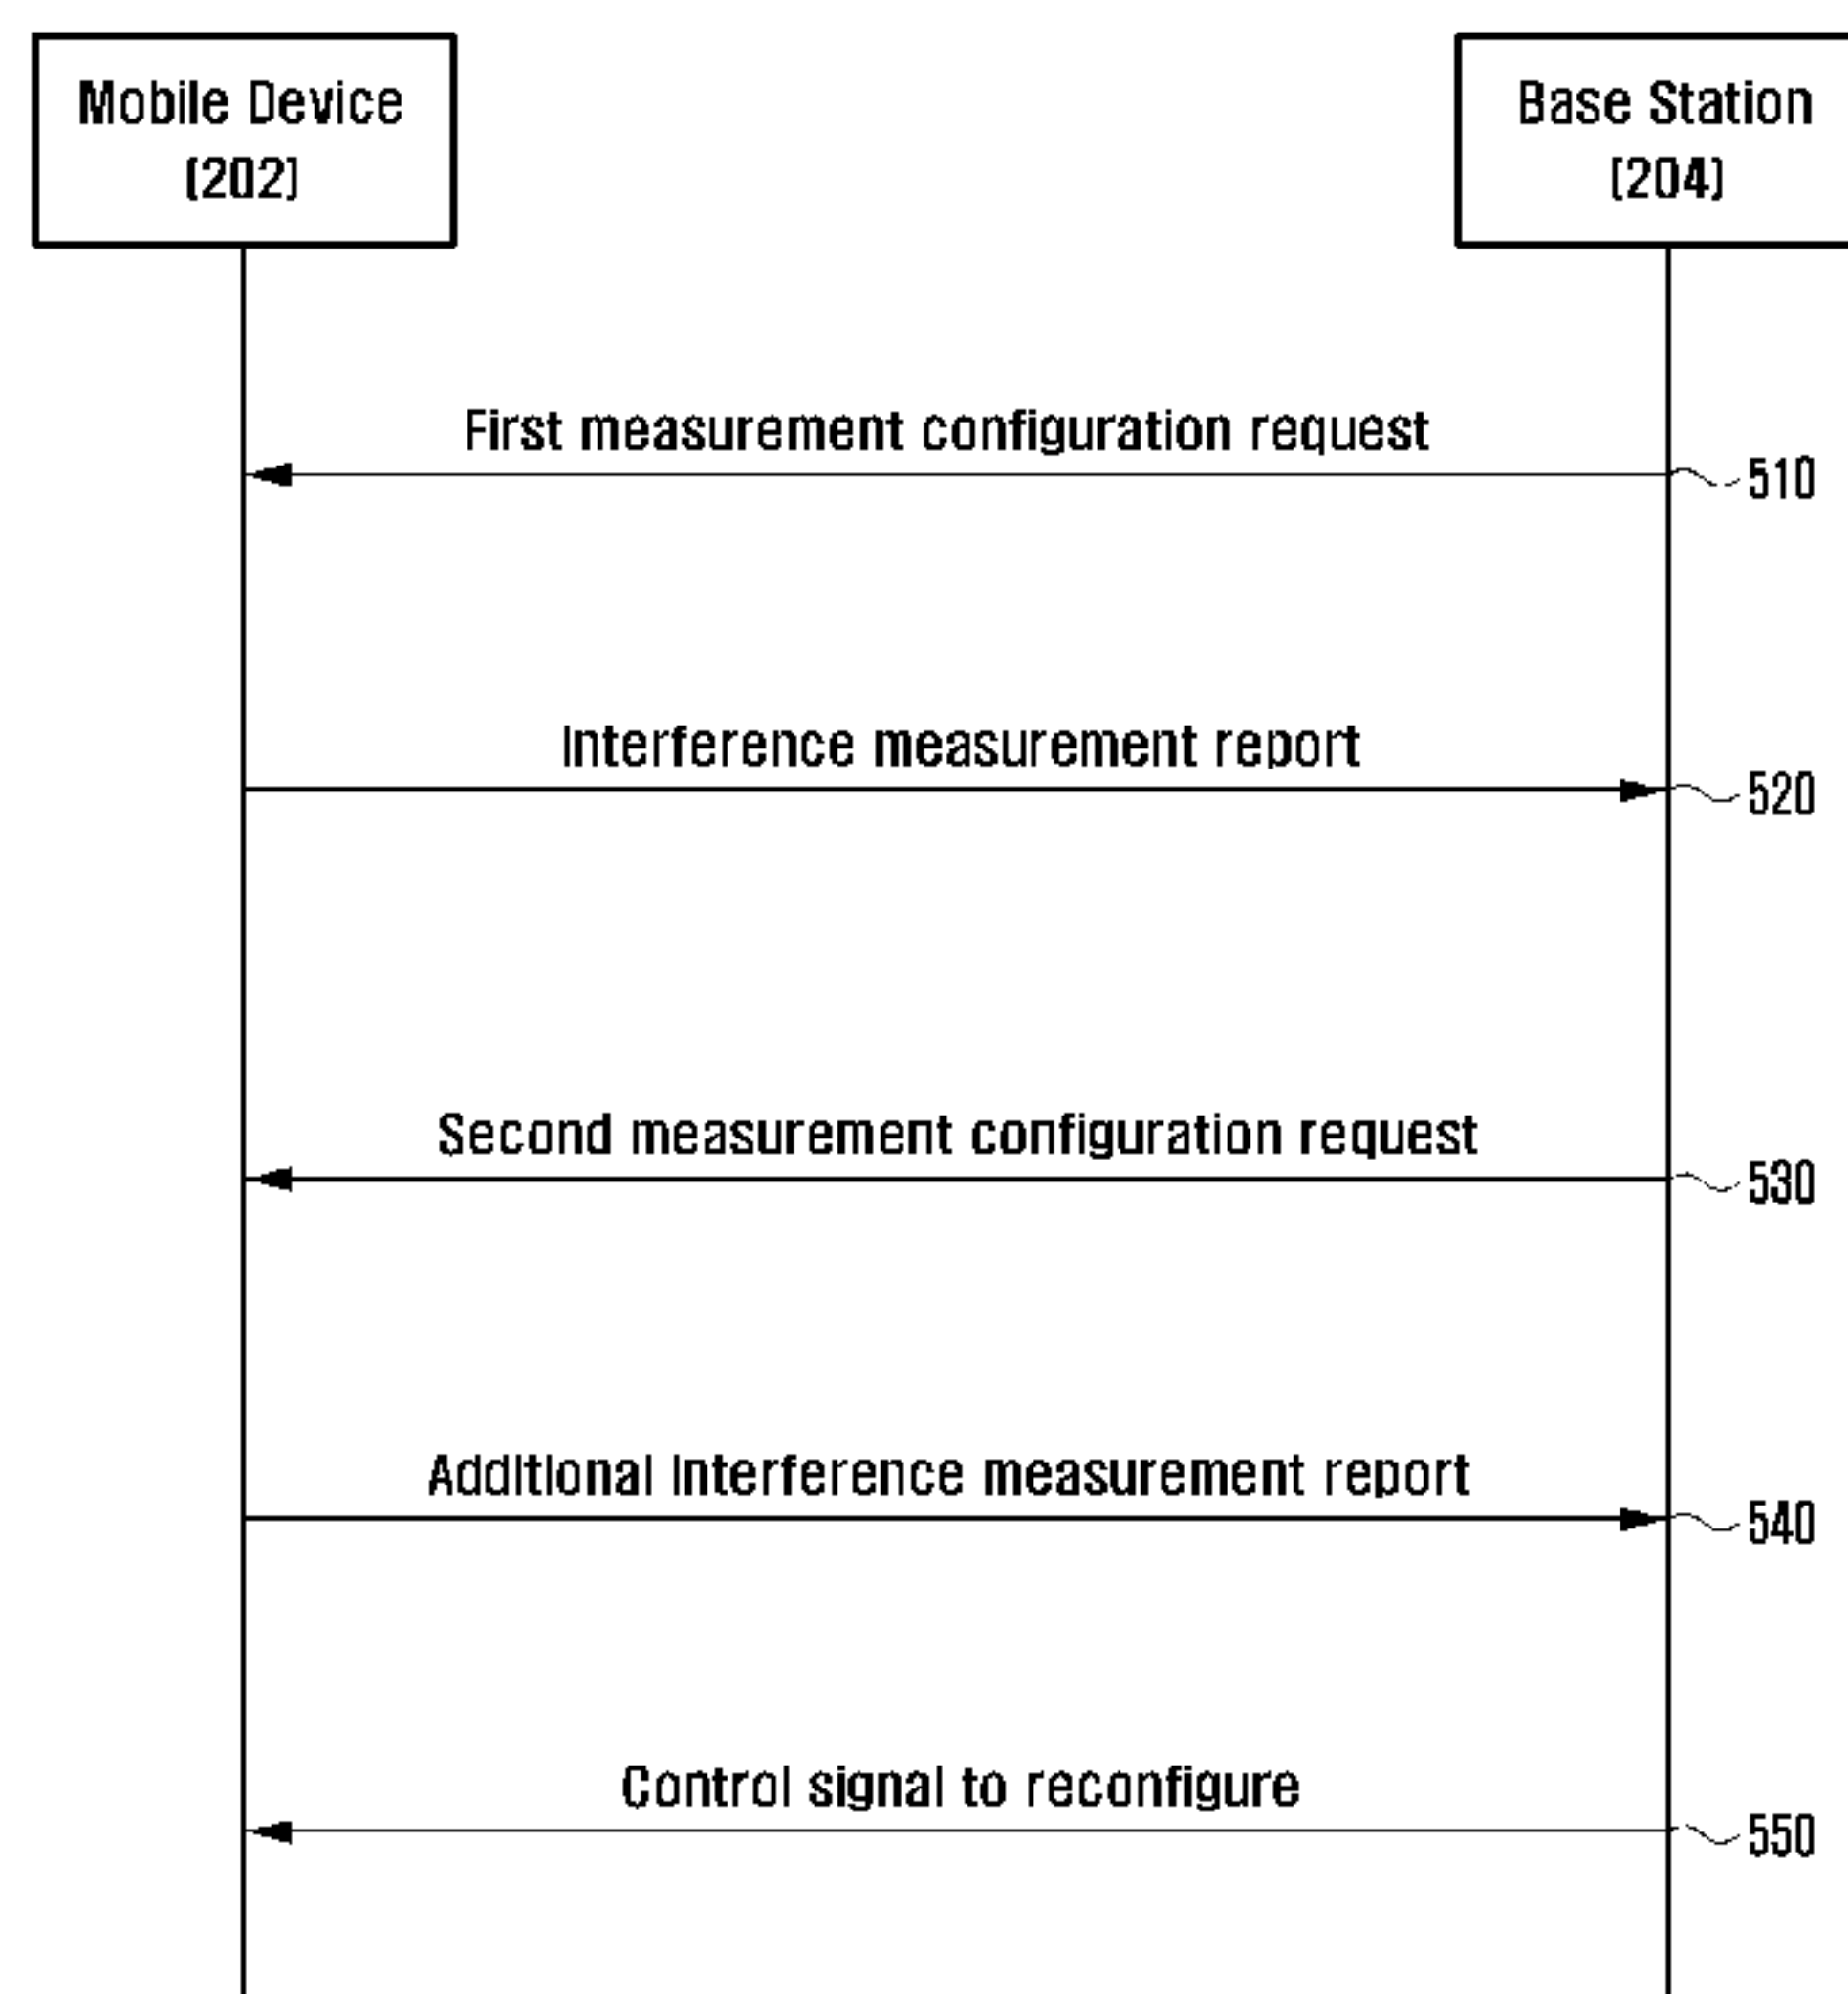 Mobile Device
(202)
Base Station
(204)
First measurement configuration request
510
Interference measurement report
520
Second measurement configuration request
530
Additional interference measurement report
540
Control signal to reconfigure
550